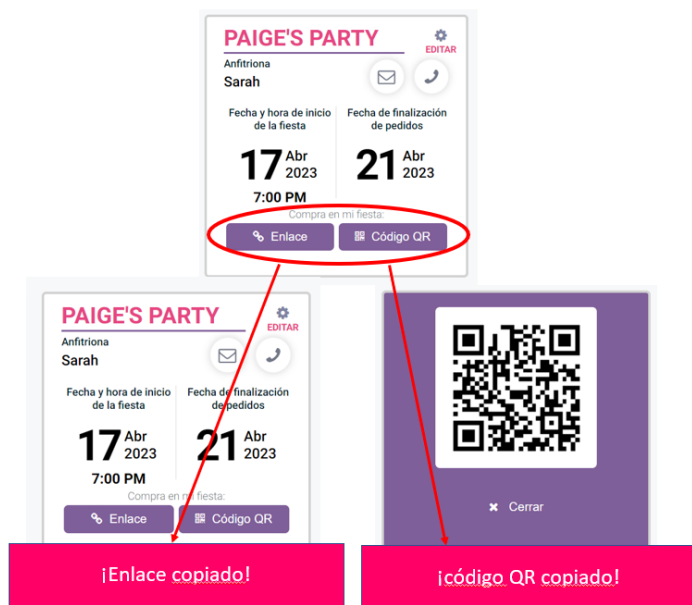 PAIGE'S PARTY
EDITAR
Anfitriona
Sarah
Fecha y hora de inicio
de la fiesta
Fecha de finalización
de pedidos
17 Abr
2023
21 Abr
2023
7:00 PM
Compra en mi fiesta:
Enlace
Código QR
PAIGE'S PARTY
EDITAR
Anfitriona
Sarah
Fecha y hora de inicio
de la fiesta
Fecha de finalización
de pedidos
17 Abr
2023
21 Abr
2023
7:00 PM
Compra en mi fiesta:
Enlace
Código QR
¡Enlace copiado!
Cerrar
¡código QR copiado!